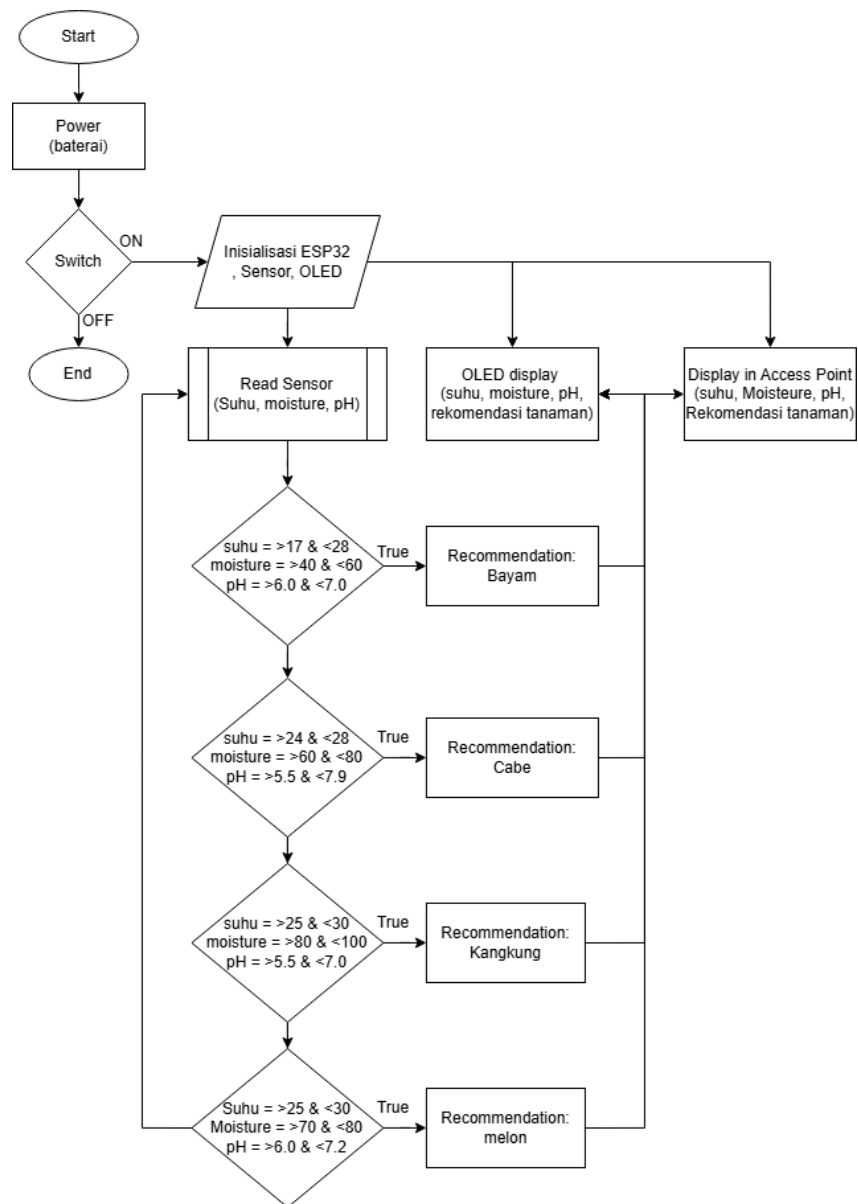 Start
Power
(baterai)
Switch
ON
OFF
End
Inisialisasi ESP32
, Sensor, OLED
Read Sensor
(Suhu, moisture, pH)
OLED display
(suhu, moisture, pH,
rekomendasi tanaman)
Display in Access Point
(suhu, Moisteure, pH,
Rekomendasi tanaman)
suhu = >17 & <28
moisture = >40 & <60
pH = >6.0 & <7.0
True
Recommendation:
Bayam
suhu = >24 & <28
moisture = >60 & <80
pH = >5.5 & <7.9
True
Recommendation:
Cabe
suhu = >25 & <30
moisture = >80 & <100
pH = >5.5 & <7.0
True
Recommendation:
Kangkung
Suhu = >25 & <30
Moisture = >70 & <80
pH = >6.0 & <7.2
True
Recommendation:
melon